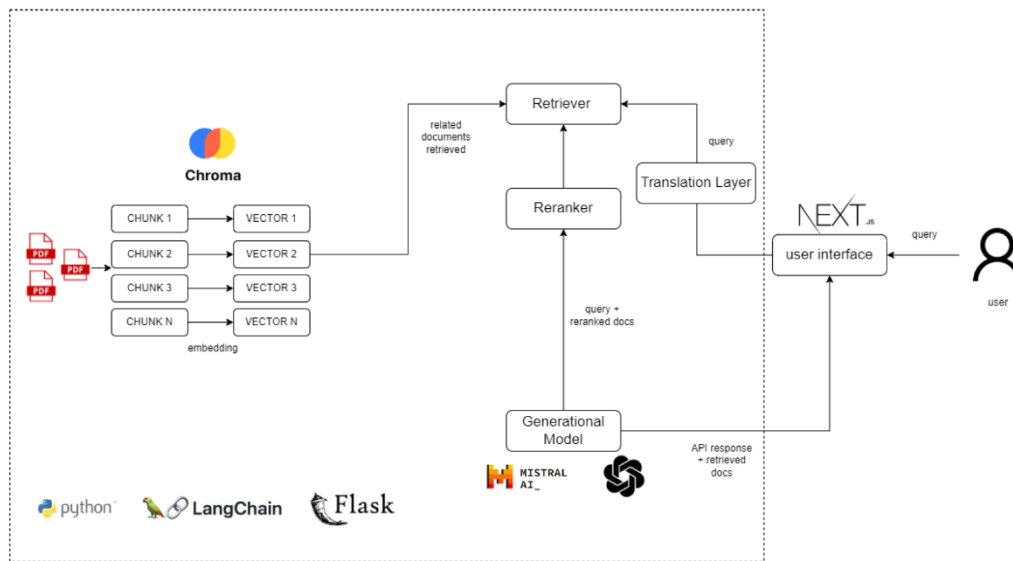 Retriever
related
documents
retrieved
query
Chroma
Translation Layer
Reranker
NEXT.JS
CHUNK 1
VECTOR 1
query
PDF
PDF
PDF
CHUNK 2
VECTOR 2
user interface
CHUNK 3
VECTOR 3
user
CHUNK N
VECTOR N
query +
reranked docs
embedding
Generational
Model
API response
+ retrieved
docs
MISTRAL
AI_
python™
LangChain
Flask